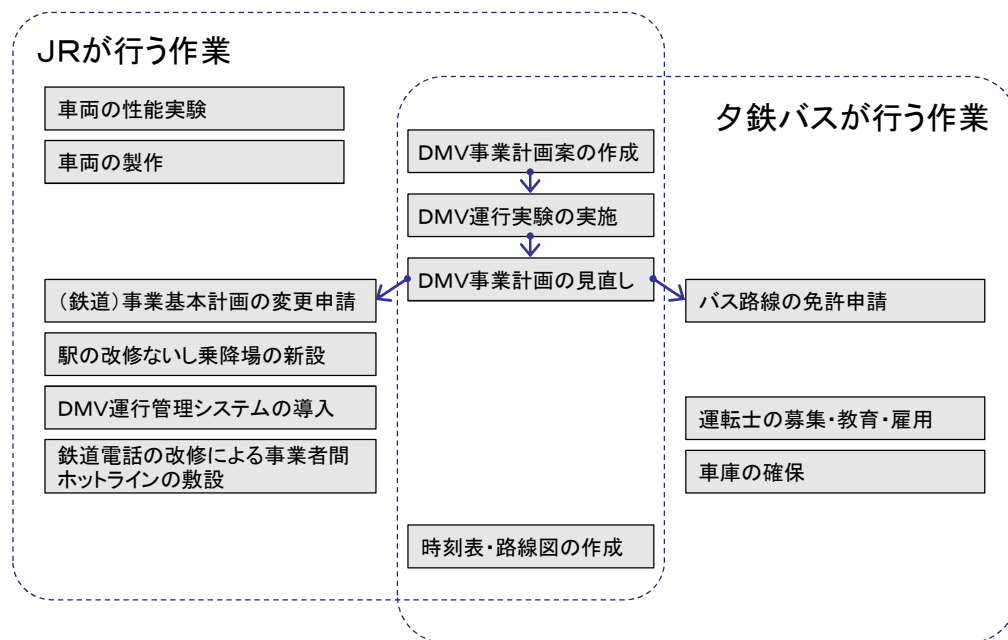 JRが行う作業
夕鉄バスが行う作業
車両の性能実験
車両の製作
DMV事業計画案の作成
DMV運行実験の実施
DMV事業計画の見直し
(鉄道)事業基本計画の変更申請
バス路線の免許申請
駅の改修ないし乗降場の新設
DMV運行管理システムの導入
運転士の募集・教育・雇用
鉄道電話の改修による事業者間
ホットラインの敷設
車庫の確保
時刻表・路線図の作成